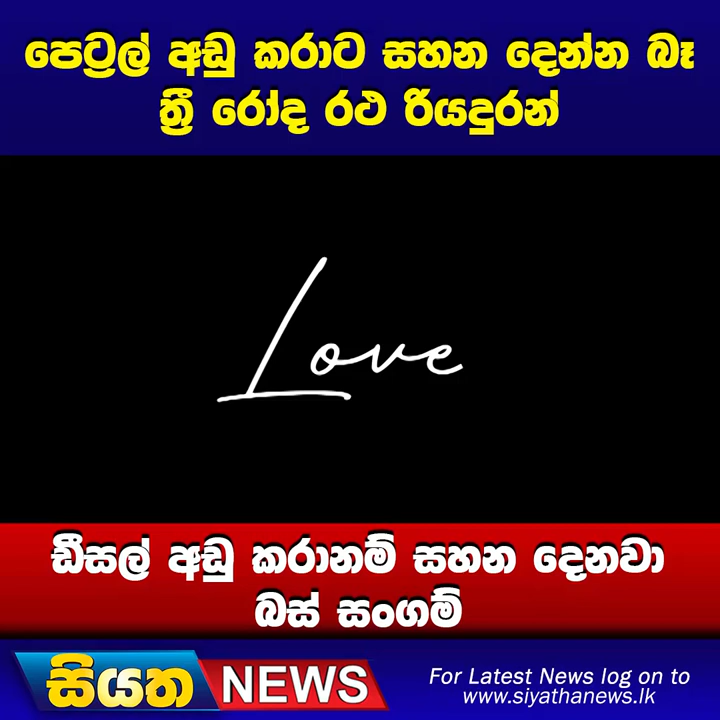 පෙට්‍රල් අඩු කරාට සහන දෙන්න බෑ
ත්‍රී රෝද රථ රියදුරන්
Love
ඩීසල් අඩු කරානම් සහන දෙනවා
බස් සංගම්
සියත NEWS
For Latest News log on to
www.siyathanews.lk